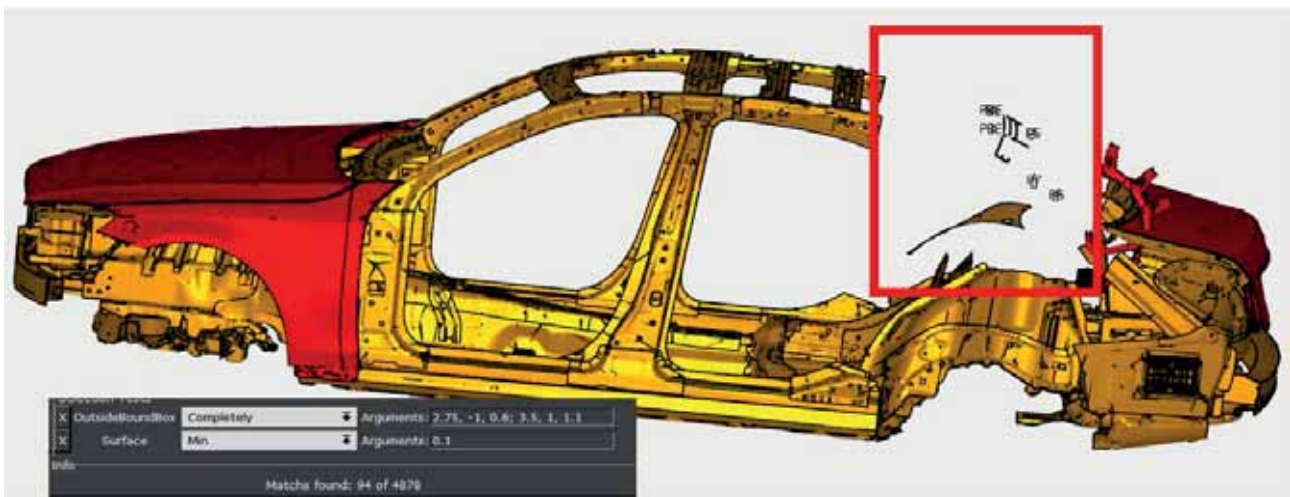 X OutsideBoundBox Completely Arguments: 2.75, -1, 0.6; 3.5, 1, 1.1
X Surface Min Arguments: 0.1
Info
Matchs found: 94 of 4878